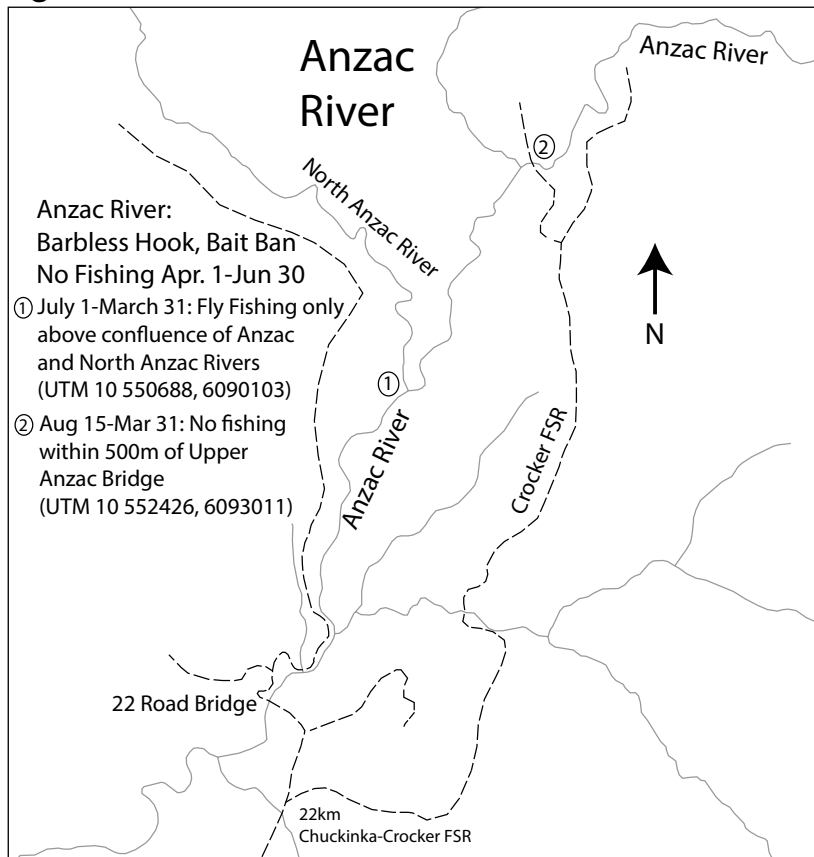 Anzac
River
Anzac River
North Anzac River
②
Anzac River:
Barbless Hook, Bait Ban
No Fishing Apr. 1-Jun 30
① July 1-March 31: Fly Fishing only
above confluence of Anzac
and North Anzac Rivers
(UTM 10 550688, 6090103)
② Aug 15-Mar 31: No fishing
within 500m of Upper
Anzac Bridge
(UTM 10 552426, 6093011)
N
①
Anzac River
Crocker FSR
22 Road Bridge
22km
Chuckinka-Crocker FSR